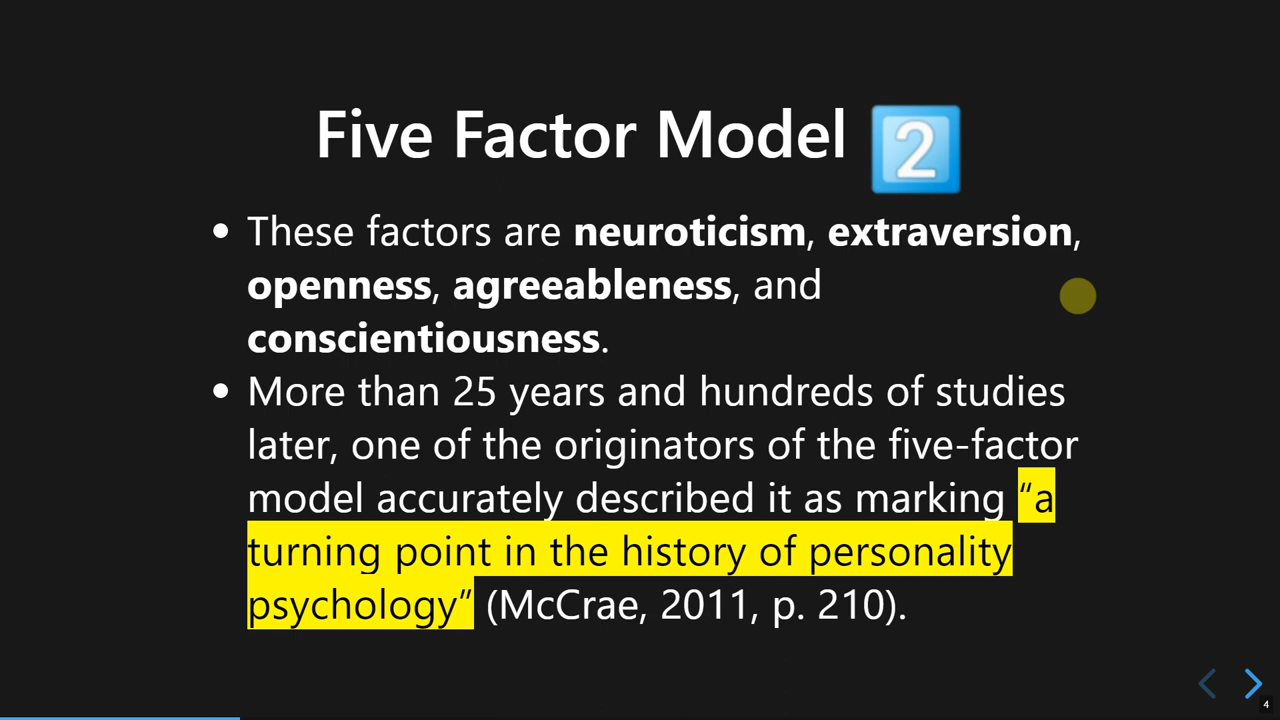 Five Factor Model 2️⃣
• These factors are neuroticism, extraversion,
openness, agreeableness, and
conscientiousness.
• More than 25 years and hundreds of studies
later, one of the originators of the five-factor
model accurately described it as marking “a
turning point in the history of personality
psychology” (McCrae, 2011, p. 210).
4